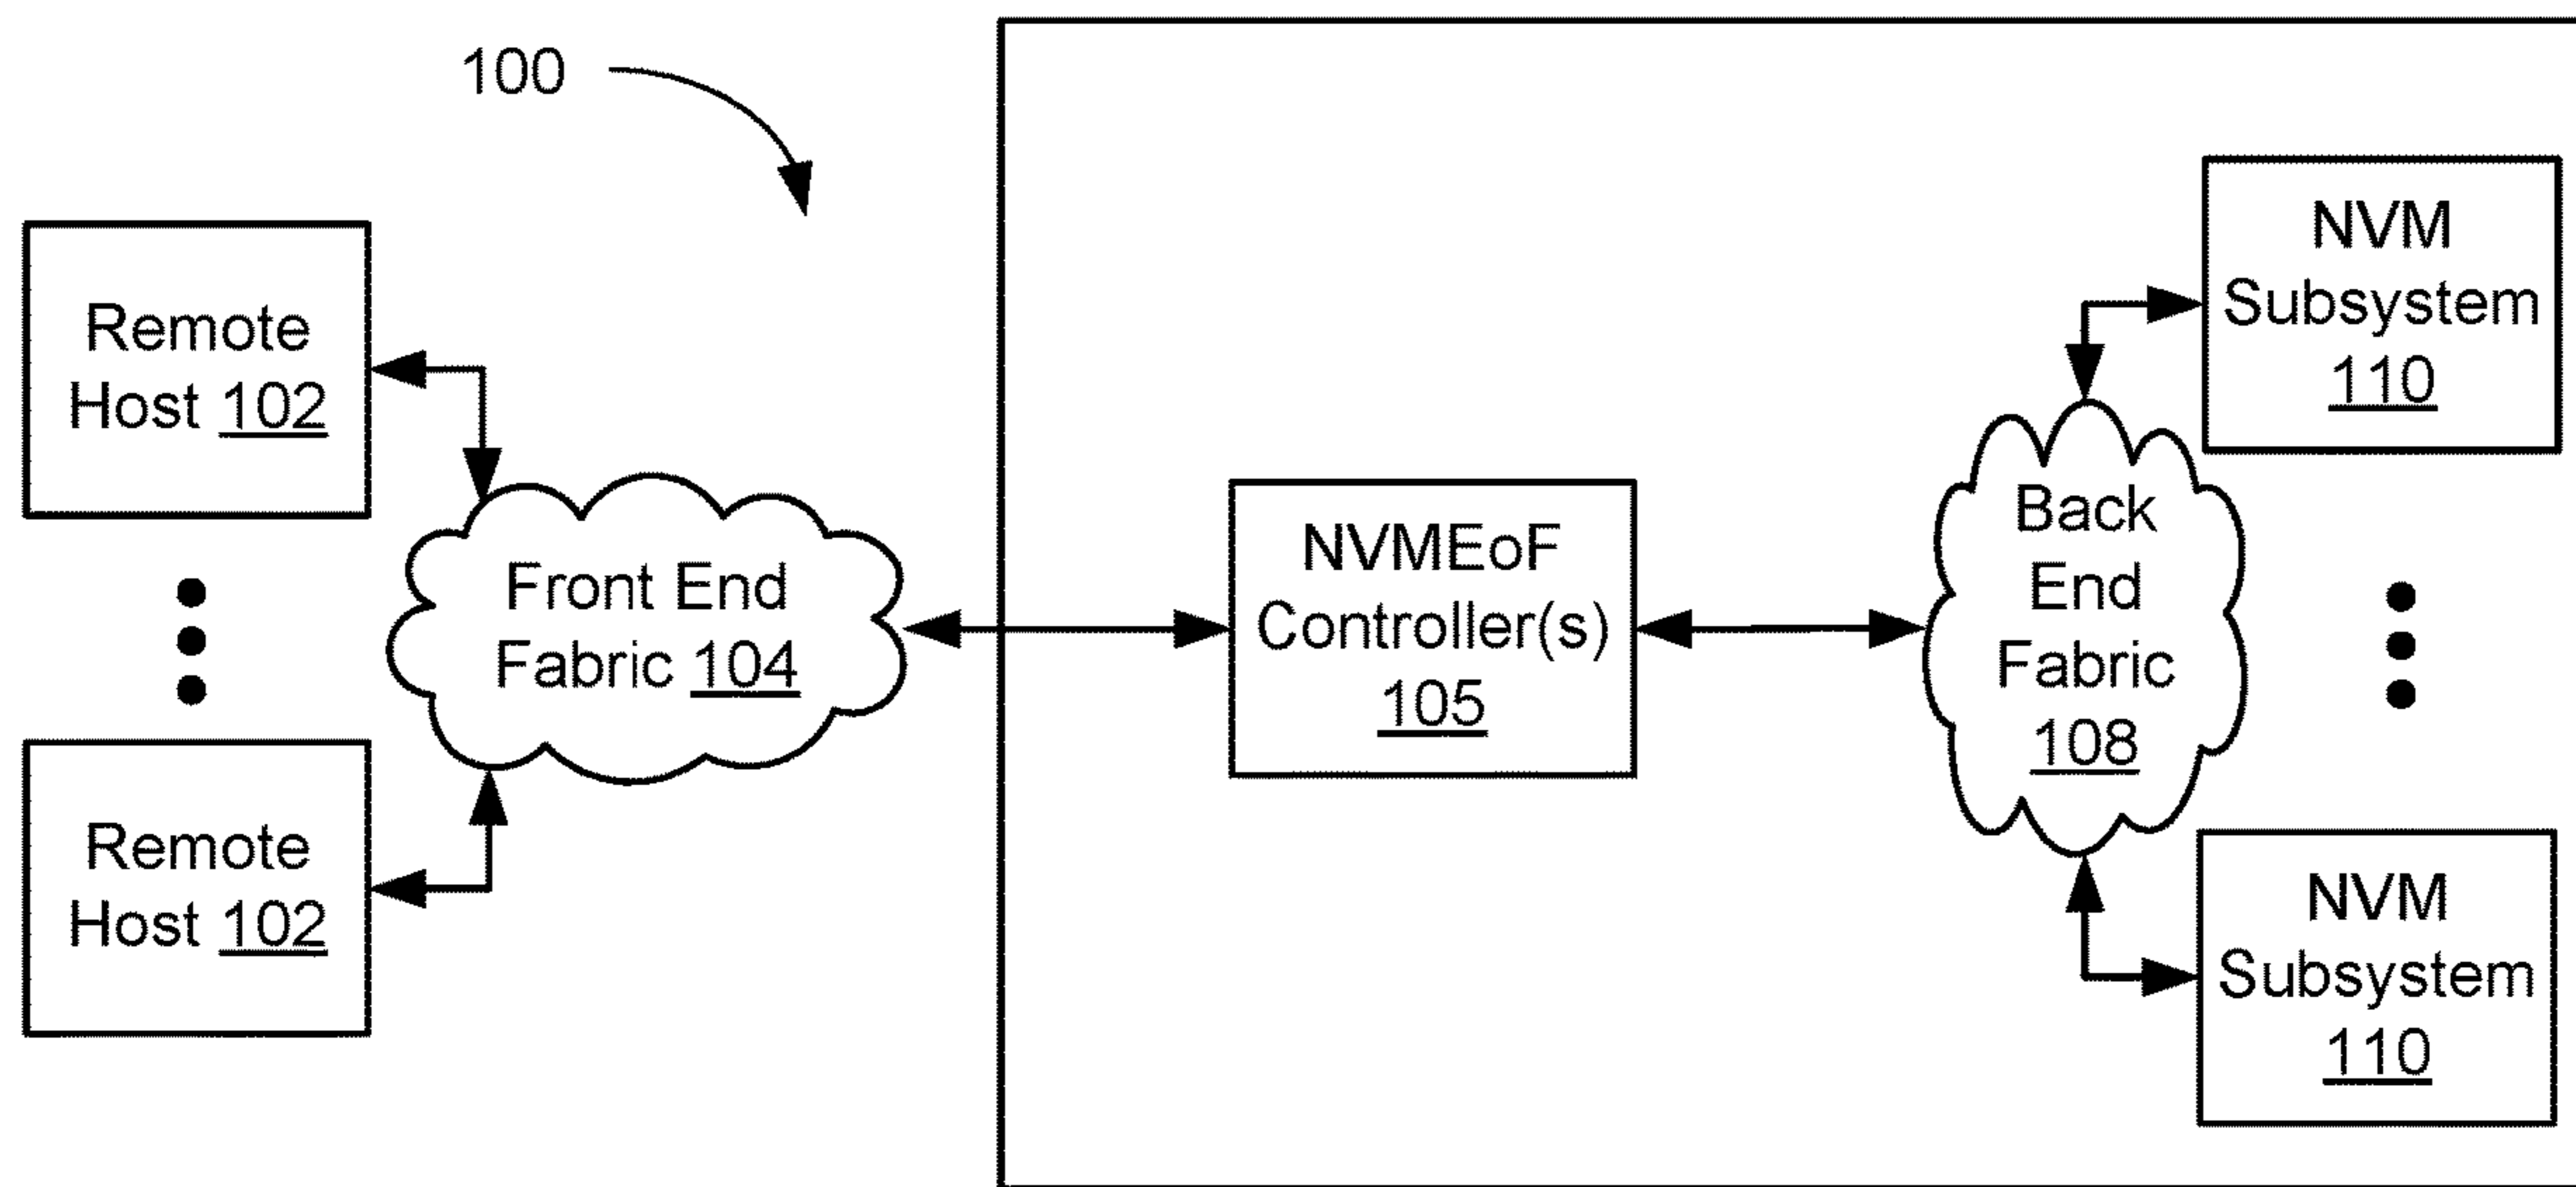 100
Remote
Host 102
Remote
Host 102
Front End
Fabric 104
NVMEoF
Controller(s)
105
Back
End
Fabric
108
NVM
Subsystem
110
NVM
Subsystem
110